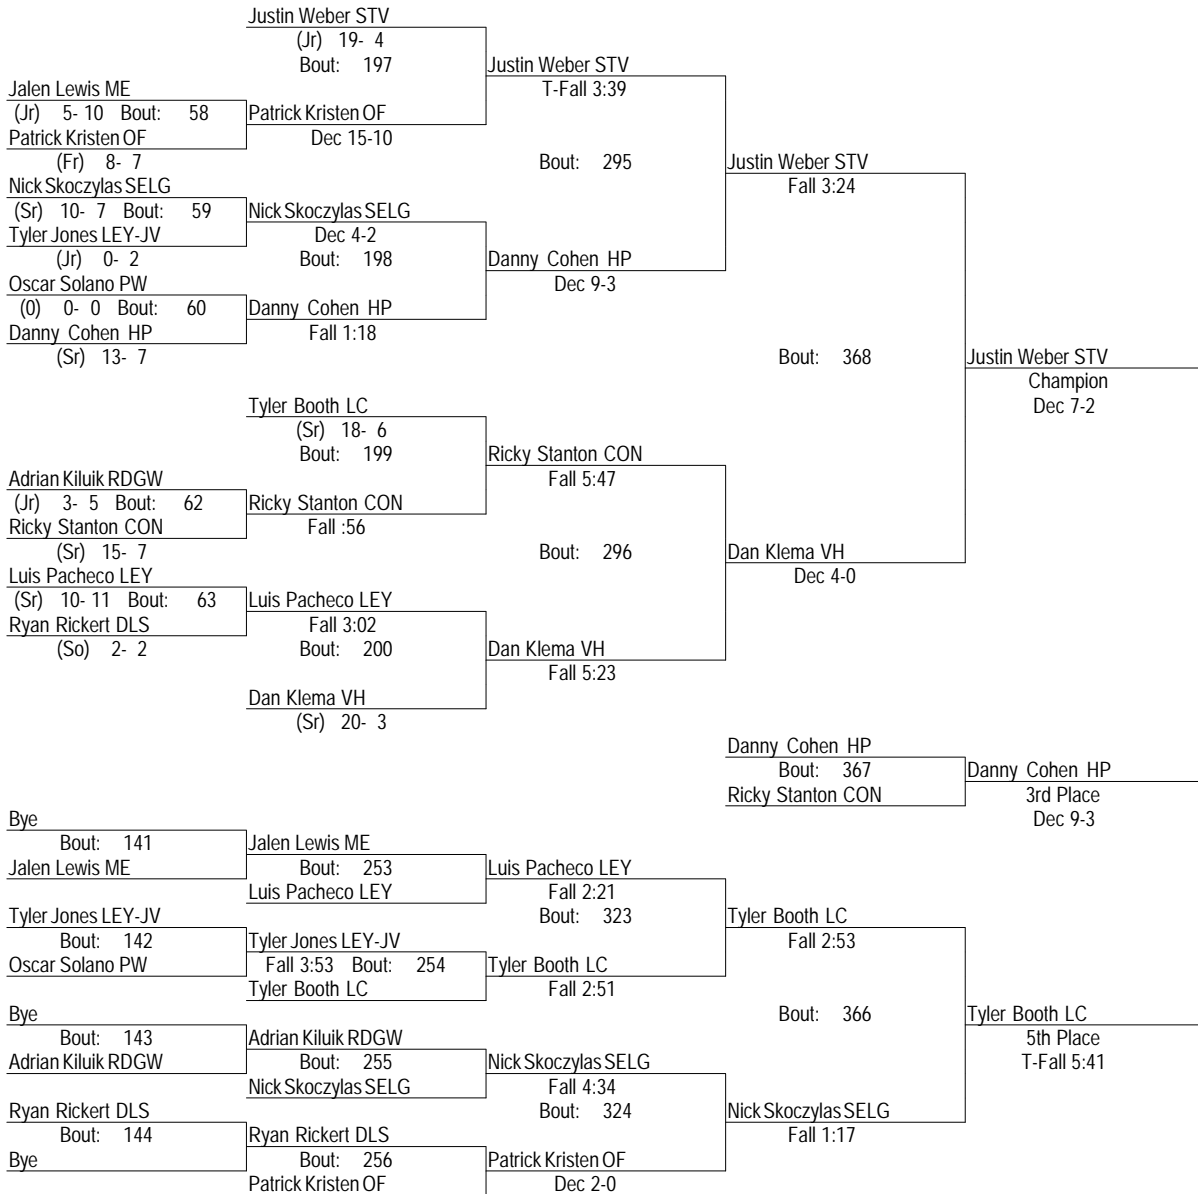 Justin Weber STV
(Jr) 19- 4
Bout: 197
Justin Weber STV
T-Fall 3:39
Jalen Lewis ME
(Jr) 5- 10 Bout: 58
Patrick Kristen OF
Patrick Kristen OF
Dec 15-10
(Fr) 8- 7
Bout: 295
Justin Weber STV
Fall 3:24
Nick Skoczylas SELG
(Sr) 10- 7 Bout: 59
Nick Skoczylas SELG
Tyler Jones LEY-JV
Dec 4-2
(Jr) 0- 2
Bout: 198
Danny Cohen HP
Dec 9-3
Oscar Solano PW
(0) 0- 0 Bout: 60
Danny Cohen HP
Danny Cohen HP
Fall 1:18
(Sr) 13- 7
Bout: 368
Justin Weber STV
Champion
Dec 7-2
Tyler Booth LC
(Sr) 18- 6
Bout: 199
Ricky Stanton CON
Fall 5:47
Adrian Kiluik RDGW
(Jr) 3- 5 Bout: 62
Ricky Stanton CON
Ricky Stanton CON
Fall :56
(Sr) 15- 7
Bout: 296
Dan Klema VH
Dec 4-0
Luis Pacheco LEY
(Sr) 10- 11 Bout: 63
Luis Pacheco LEY
Ryan Rickert DLS
Fall 3:02
(So) 2- 2
Bout: 200
Dan Klema VH
Fall 5:23
Dan Klema VH
(Sr) 20- 3
Danny Cohen HP
Bout: 367
Danny Cohen HP
Ricky Stanton CON
3rd Place
Dec 9-3
Bye
Bout: 141
Jalen Lewis ME
Jalen Lewis ME
Bout: 253
Luis Pacheco LEY
Luis Pacheco LEY
Fall 2:21
Bout: 323
Tyler Booth LC
Fall 2:53
Tyler Jones LEY-JV
Bout: 142
Tyler Jones LEY-JV
Oscar Solano PW
Fall 3:53 Bout: 254
Tyler Booth LC
Tyler Booth LC
Fall 2:51
Bout: 366
Tyler Booth LC
5th Place
T-Fall 5:41
Bye
Bout: 143
Adrian Kiluik RDGW
Adrian Kiluik RDGW
Bout: 255
Nick Skoczylas SELG
Nick Skoczylas SELG
Fall 4:34
Bout: 324
Nick Skoczylas SELG
Fall 1:17
Ryan Rickert DLS
Bout: 144
Ryan Rickert DLS
Bye
Bout: 256
Patrick Kristen OF
Patrick Kristen OF
Dec 2-0